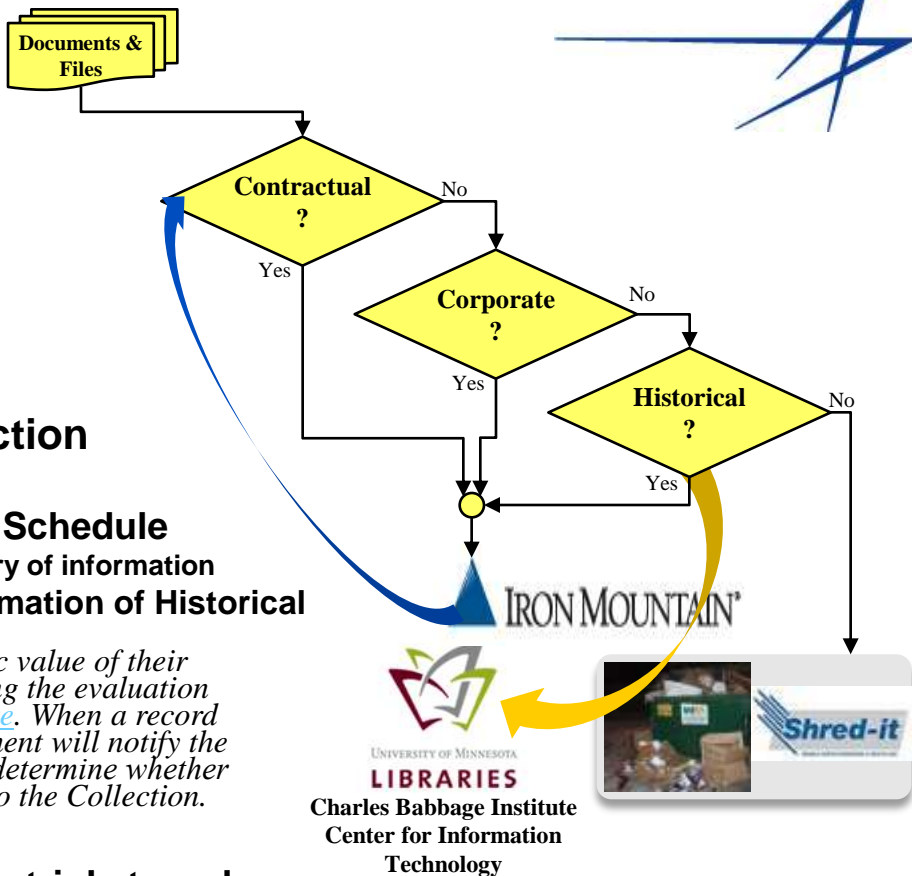 Documents &
Files
Contractual
?
No
Yes
Corporate
?
No
Yes
Historical
?
No
Yes
ction
Schedule
ry of information
mation of Historical
c value of their
ng the evaluation
e. When a record
ment will notify the
determine whether
o the Collection.
IRON MOUNTAIN®
UNIVERSITY OF MINNESOTA
LIBRARIES
Charles Babbage Institute
Center for Information
Technology
Shred-it